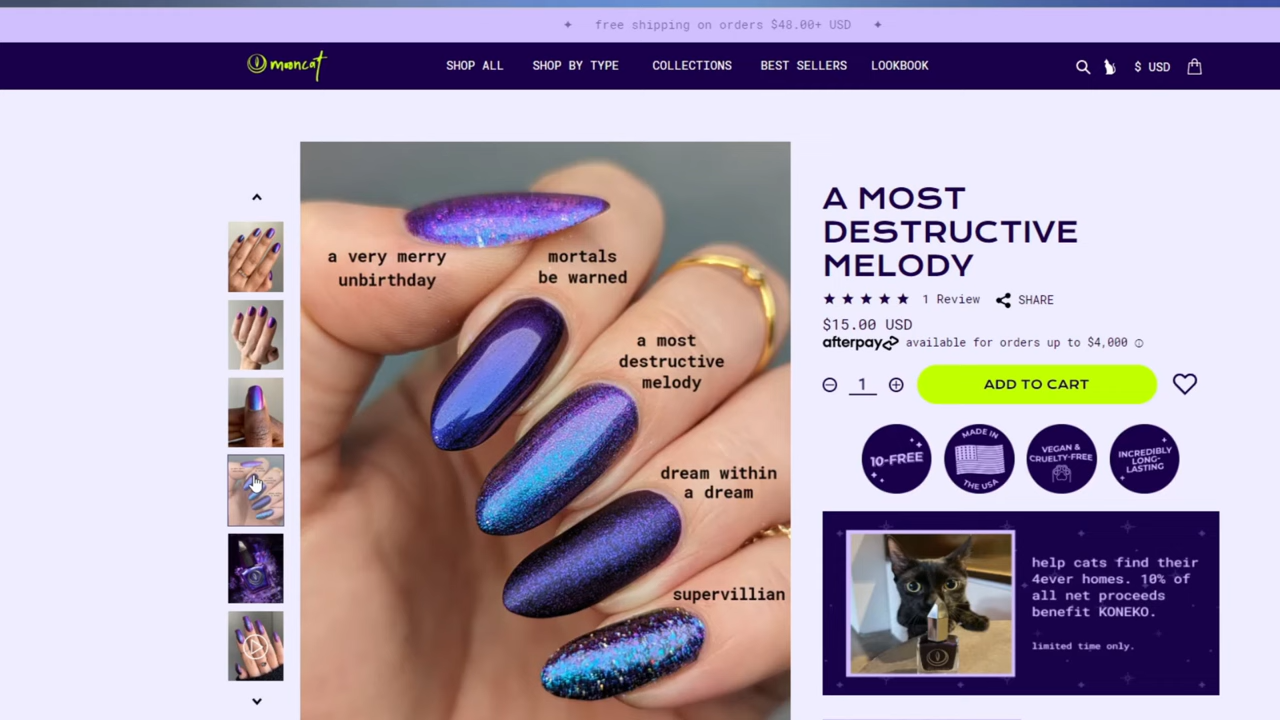 free shipping on orders $48.00+ USD
mooncat
SHOP ALL SHOP BY TYPE COLLECTIONS BEST SELLERS LOOKBOOK
$ USD
a very merry
unbirthday
mortals
be warned
a most
destructive
melody
dream within
a dream
supervillian
A MOST
DESTRUCTIVE
MELODY
1 Review SHARE
$15.00 USD
afterpay available for orders up to $4,000
1 ADD TO CART
10-FREE
MADE IN
THE USA
VEGAN &
CRUELTY-FREE
INCREDIBLY
LONG-
LASTING
help cats find their
4ever homes. 10% of
all net proceeds
benefit KONEKO.
limited time only.